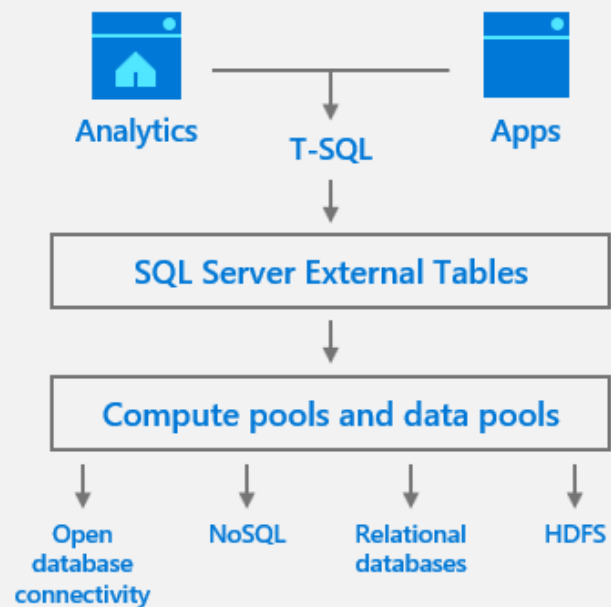 Analytics
Apps
T-SQL
SQL Server External Tables
Compute pools and data pools
Open
database
connectivity
NoSQL
Relational
databases
HDFS